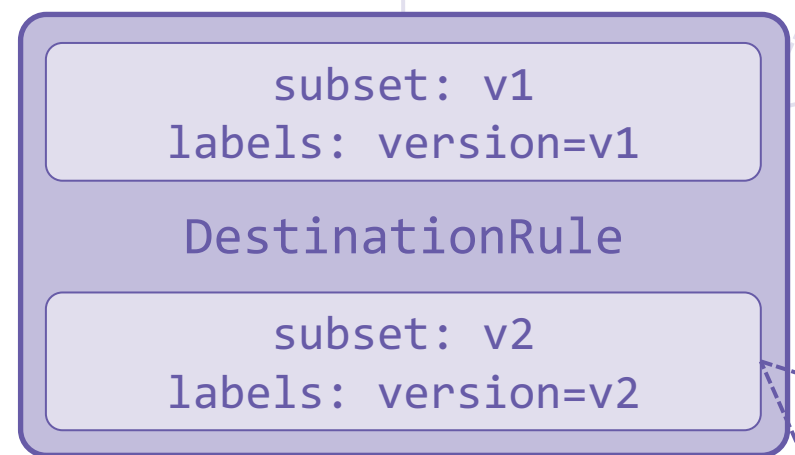 subset: v1
labels: version=v1
DestinationRule
subset: v2
labels: version=v2